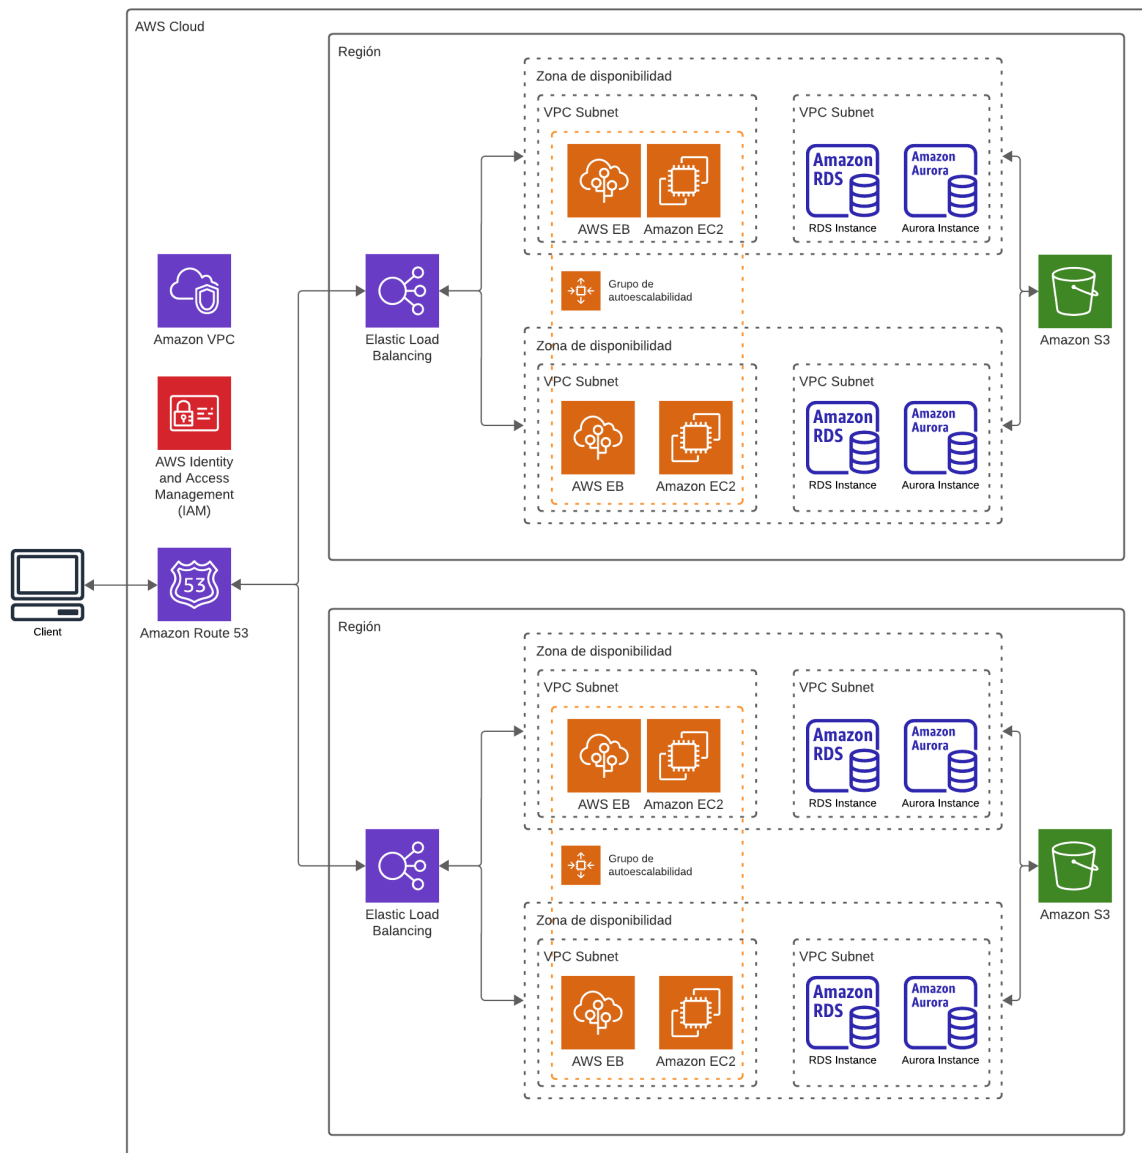 AWS Cloud
Región
Zona de disponibilidad
VPC Subnet
VPC Subnet
Amazon
RDS
Amazon
Aurora
AWS EB
Amazon EC2
RDS Instance
Aurora Instance
Grupo de
autoescalabilidad
Amazon VPC
Elastic Load
Balancing
Amazon S3
Zona de disponibilidad
VPC Subnet
VPC Subnet
Amazon
RDS
Amazon
Aurora
AWS EB
Amazon EC2
RDS Instance
Aurora Instance
AWS Identity
and Access
Management
(IAM)
53
Client
Amazon Route 53
Región
Zona de disponibilidad
VPC Subnet
VPC Subnet
Amazon
RDS
Amazon
Aurora
AWS EB
Amazon EC2
RDS Instance
Aurora Instance
Grupo de
autoescalabilidad
Elastic Load
Balancing
Amazon S3
Zona de disponibilidad
VPC Subnet
VPC Subnet
Amazon
RDS
Amazon
Aurora
AWS EB
Amazon EC2
RDS Instance
Aurora Instance